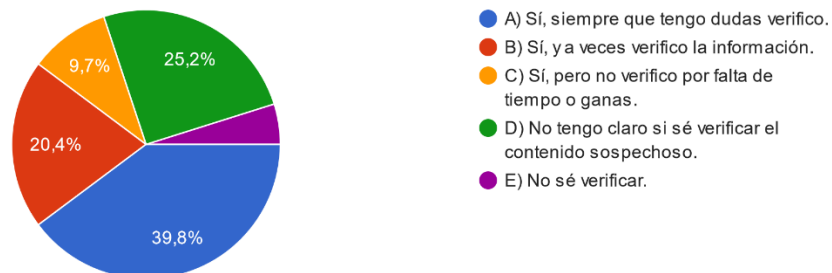 9,7%
25,2%
20,4%
39,8%
A) Sí, siempre que tengo dudas verifico.
B) Sí, y a veces verifico la información.
C) Sí, pero no verifico por falta de
tiempo o ganas.
D) No tengo claro si sé verificar el
contenido sospechoso.
E) No sé verificar.